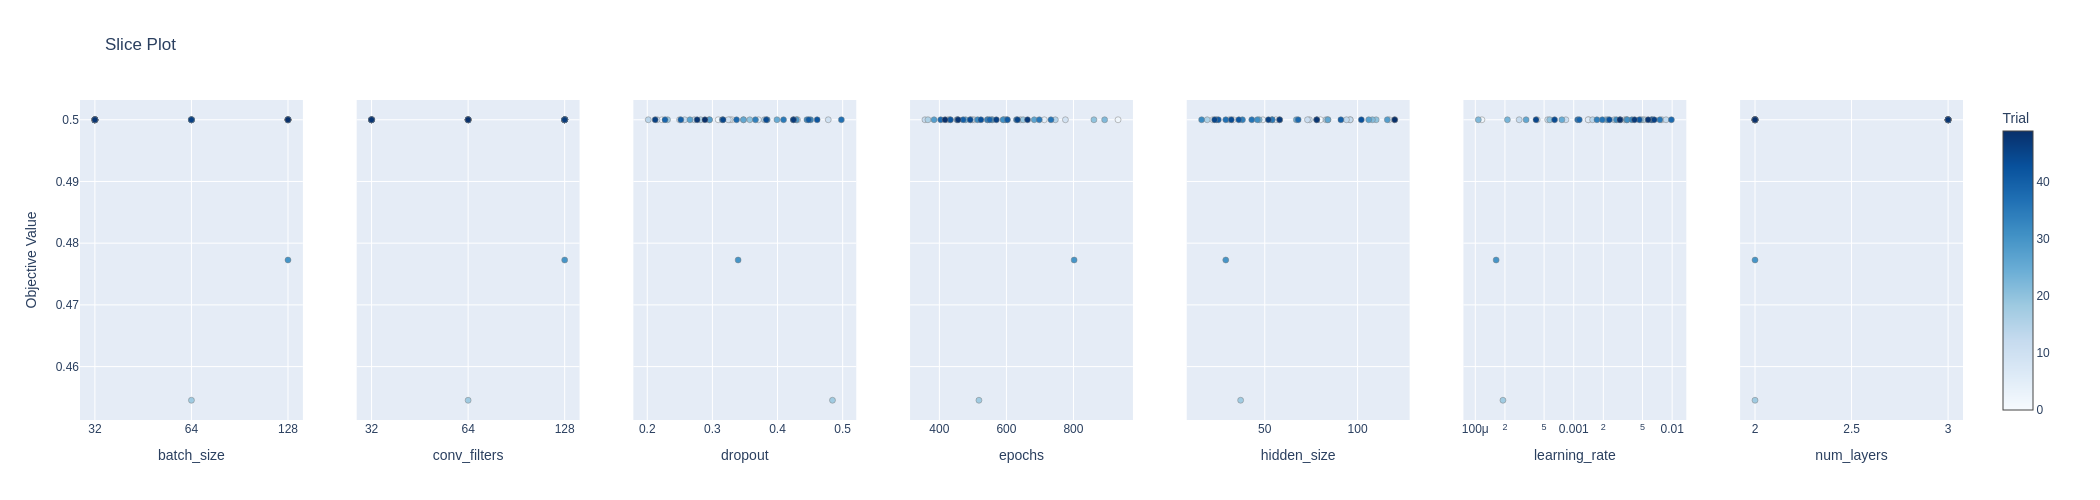 Slice Plot
Trial
Objective Value
0.5
0.49
0.48
0.47
0.46
32 64 128
32 64 128
0.2 0.3 0.4 0.5
400 600 800
50 100
100μ 2 5 0.001 2 5 0.01
2 2.5 3
batch_size
conv_filters
dropout
epochs
hidden_size
learning_rate
num_layers
40
30
20
10
0